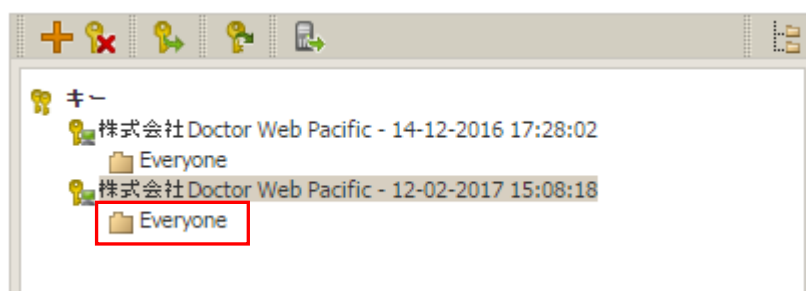 キー
株式会社Doctor Web Pacific - 14-12-2016 17:28:02
Everyone
株式会社Doctor Web Pacific - 12-02-2017 15:08:18
Everyone